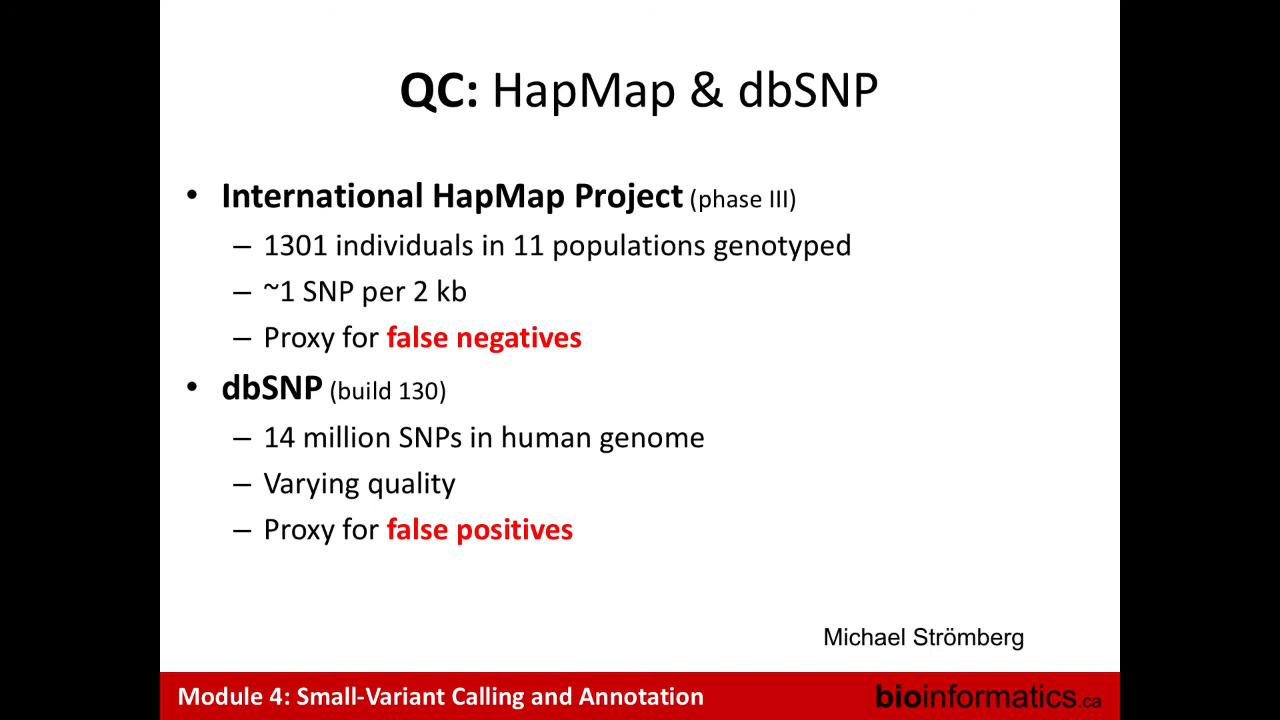 QC: HapMap & dbSNP
• International HapMap Project (phase III)
– 1301 individuals in 11 populations genotyped
– ~1 SNP per 2 kb
– Proxy for false negatives
• dbSNP (build 130)
– 14 million SNPs in human genome
– Varying quality
– Proxy for false positives
Michael Strömberg
Module 4: Small-Variant Calling and Annotation
bioinformatics.ca